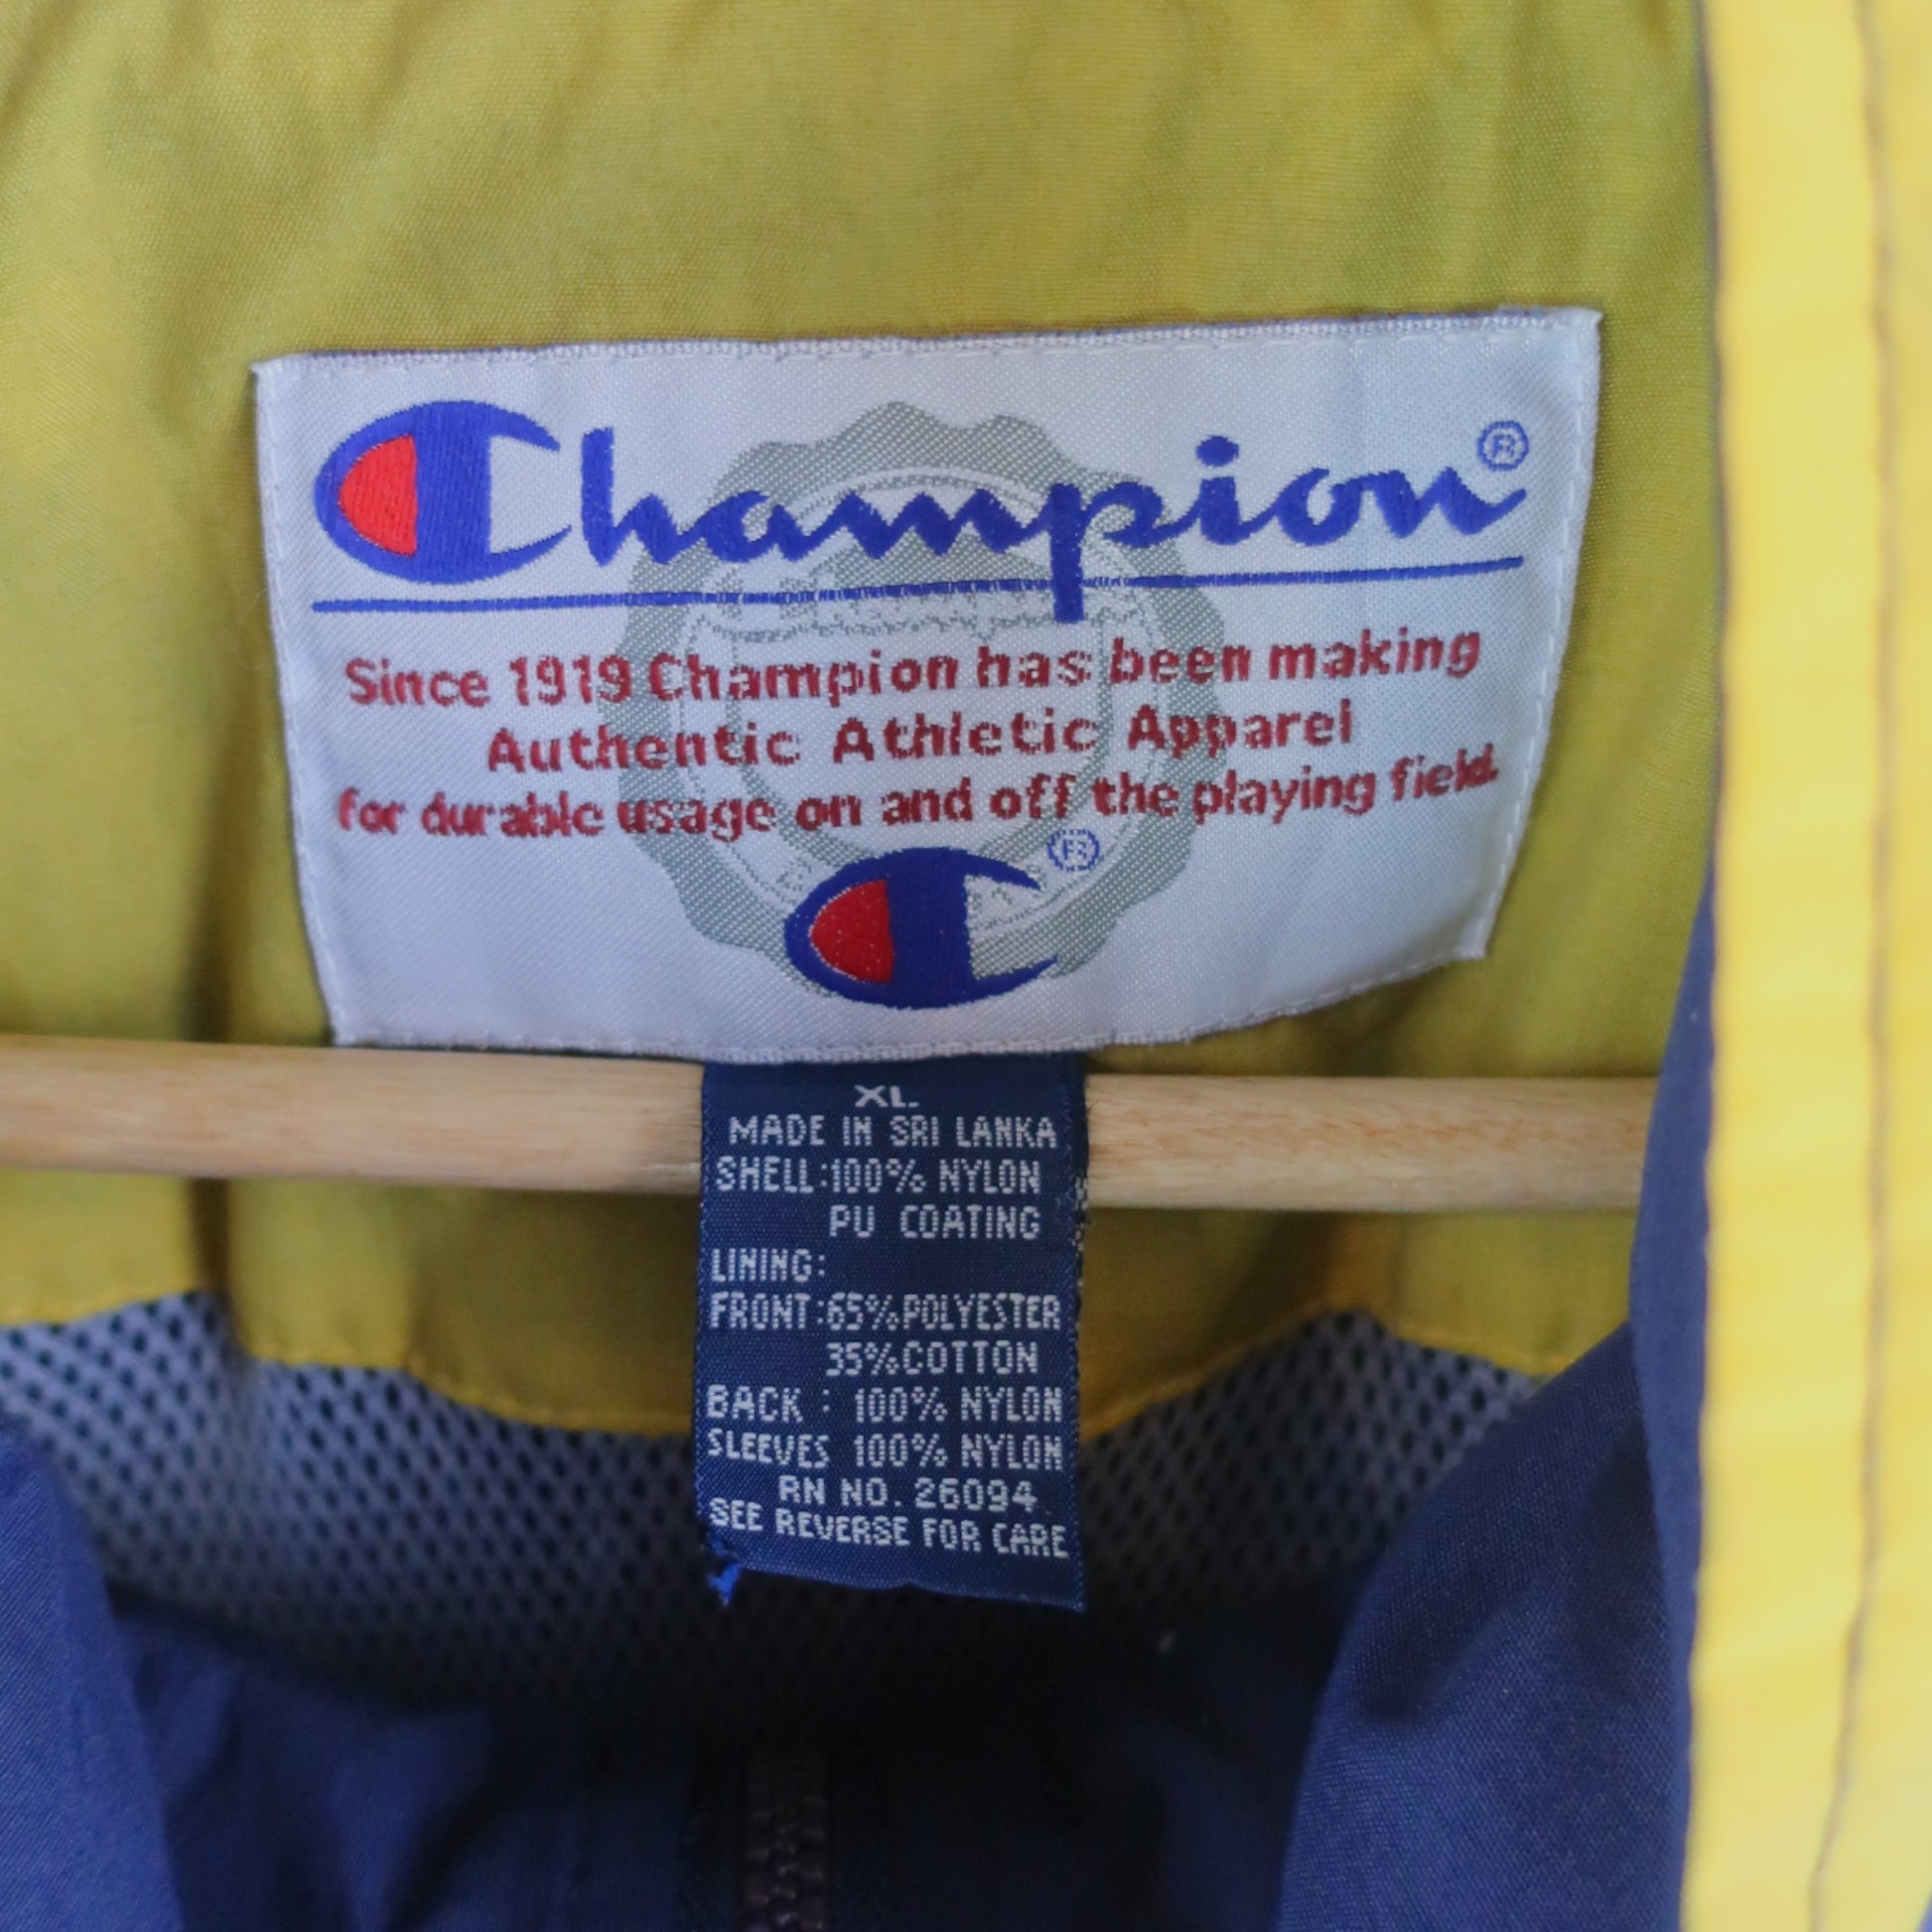 Champion®
Since 1919 Champion has been making
Authentic Athletic Apparel
for durable usage on and off the playing field.
®
XL
MADE IN SRI LANKA
SHELL:100% NYLON
PU COATING
LINING:
FRONT:65%POLYESTER
35%COTTON
BACK : 100% NYLON
SLEEVES 100% NYLON
RN NO. 26094
SEE REVERSE FOR CARE